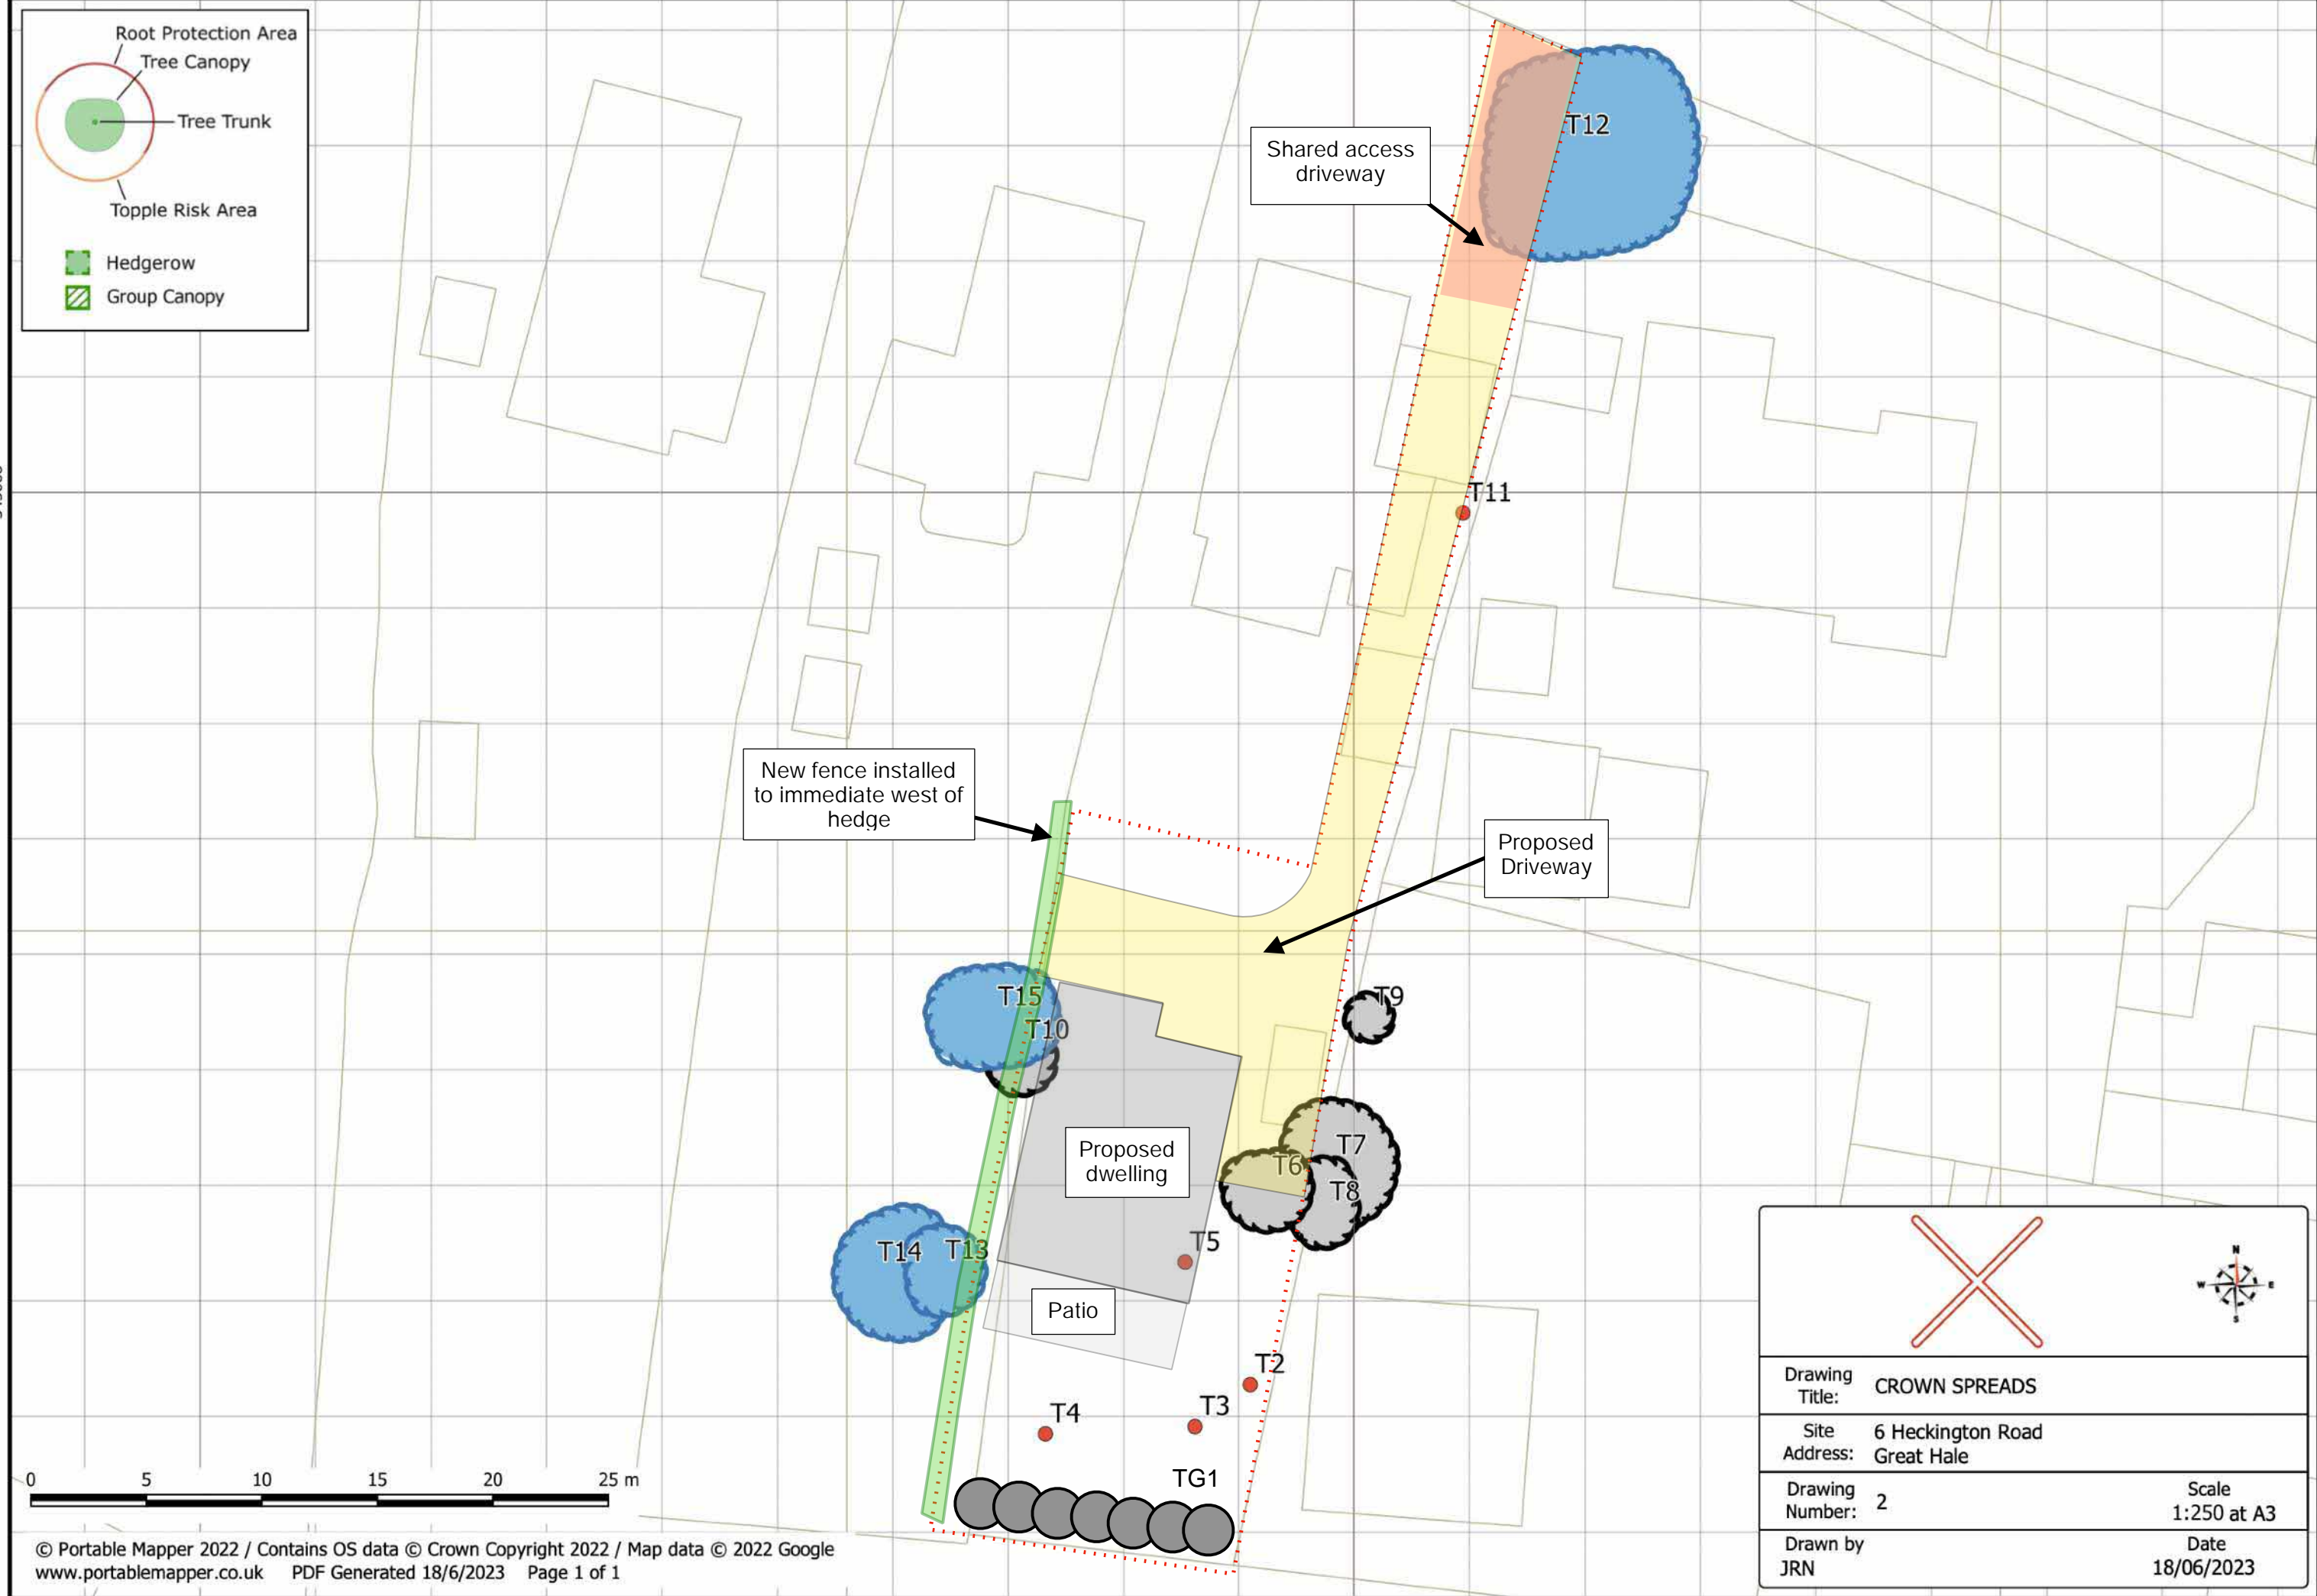 Root Protection Area
Tree Canopy
Tree Trunk
Topple Risk Area
Hedgerow
Group Canopy
Shared access
driveway
T12
T11
New fence installed
to immediate west of
hedge
Proposed
Driveway
T15
T10
T9
Proposed
dwelling
T7
T6
T8
T14
T13
T5
Patio
T2
T3
T4
TG1
0 5 10 15 20 25 m
© Portable Mapper 2022 / Contains OS data © Crown Copyright 2022 / Map data © 2022 Google
www.portablemapper.co.uk PDF Generated 18/6/2023 Page 1 of 1
N
W E
S
Drawing
Title:
CROWN SPREADS
Site
Address:
6 Heckington Road
Great Hale
Drawing
Number:
2
Scale
1:250 at A3
Drawn by
JRN
Date
18/06/2023